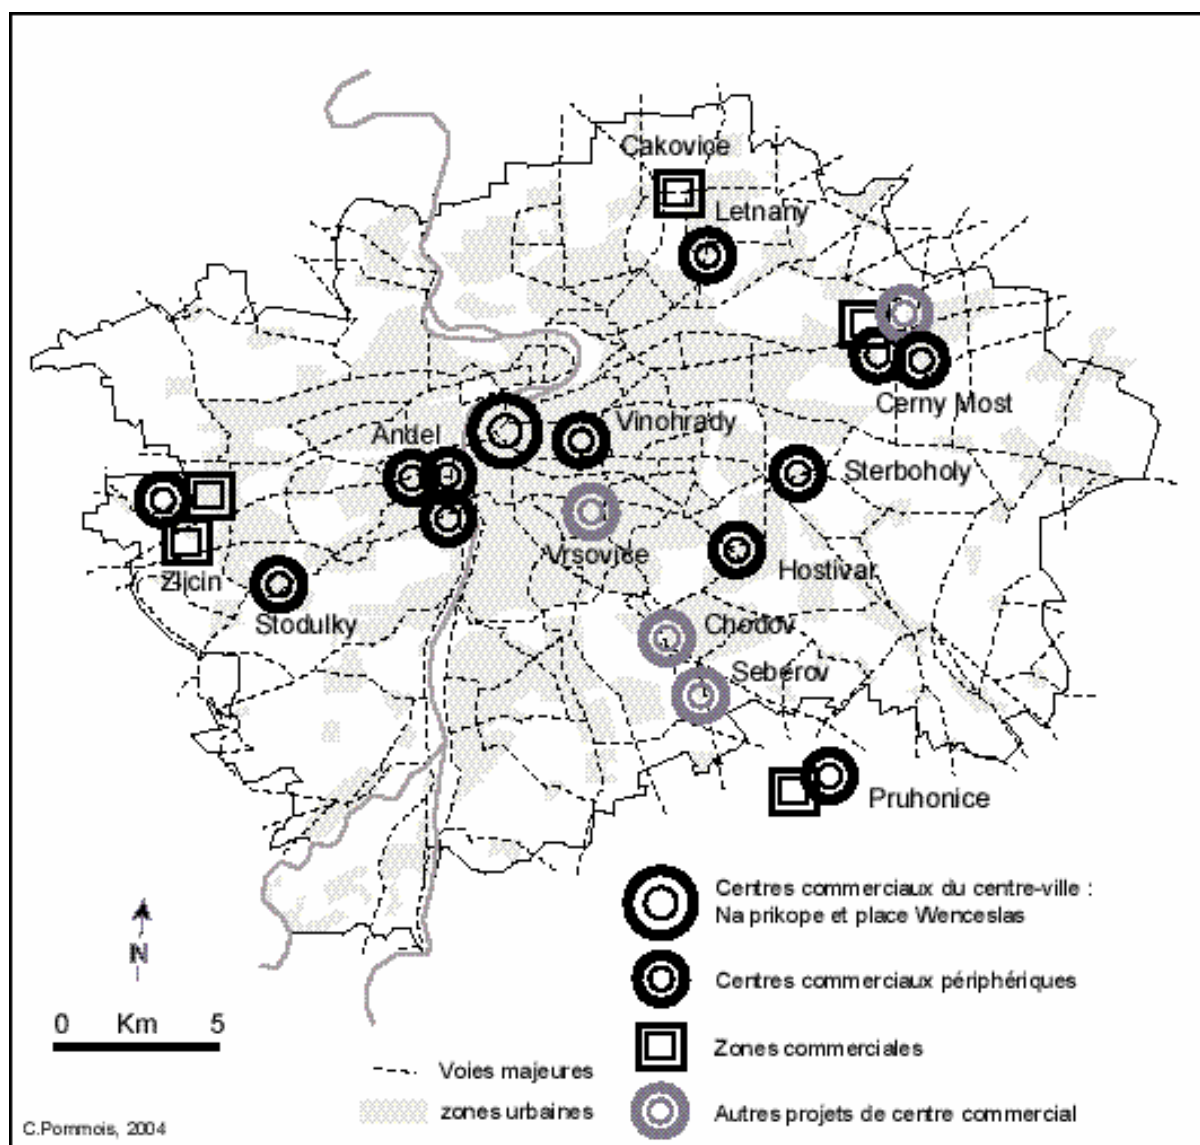 Cakovice
Letnany
Cerny Most
Vinohrady
Andel
Sterboholy
Vrsovice
Hostivar
Zlicin
Stodulky
Chodov
Seberov
Pruhonice
Centres commerciaux du centre-ville :
Na prikope et place Wenceslas
N
Centres commerciaux périphériques
0 Km 5
Zones commerciales
Voies majeures
zones urbaines
Autres projets de centre commercial
C.Pommois, 2004